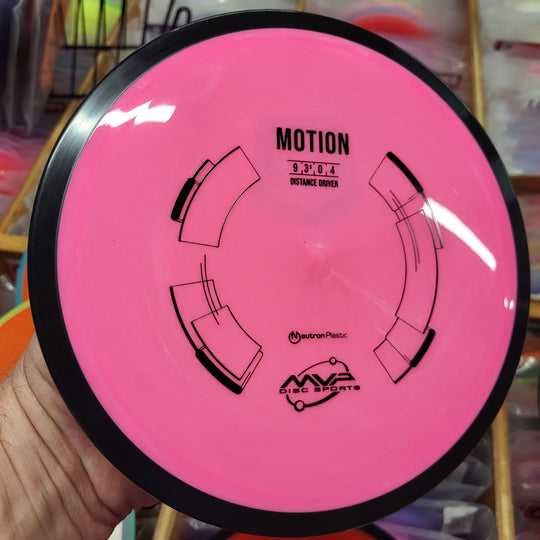 MOTION
9 3.5 0 4
DISTANCE DRIVER
Neutron Plastic
MVP
DISC SPORTS